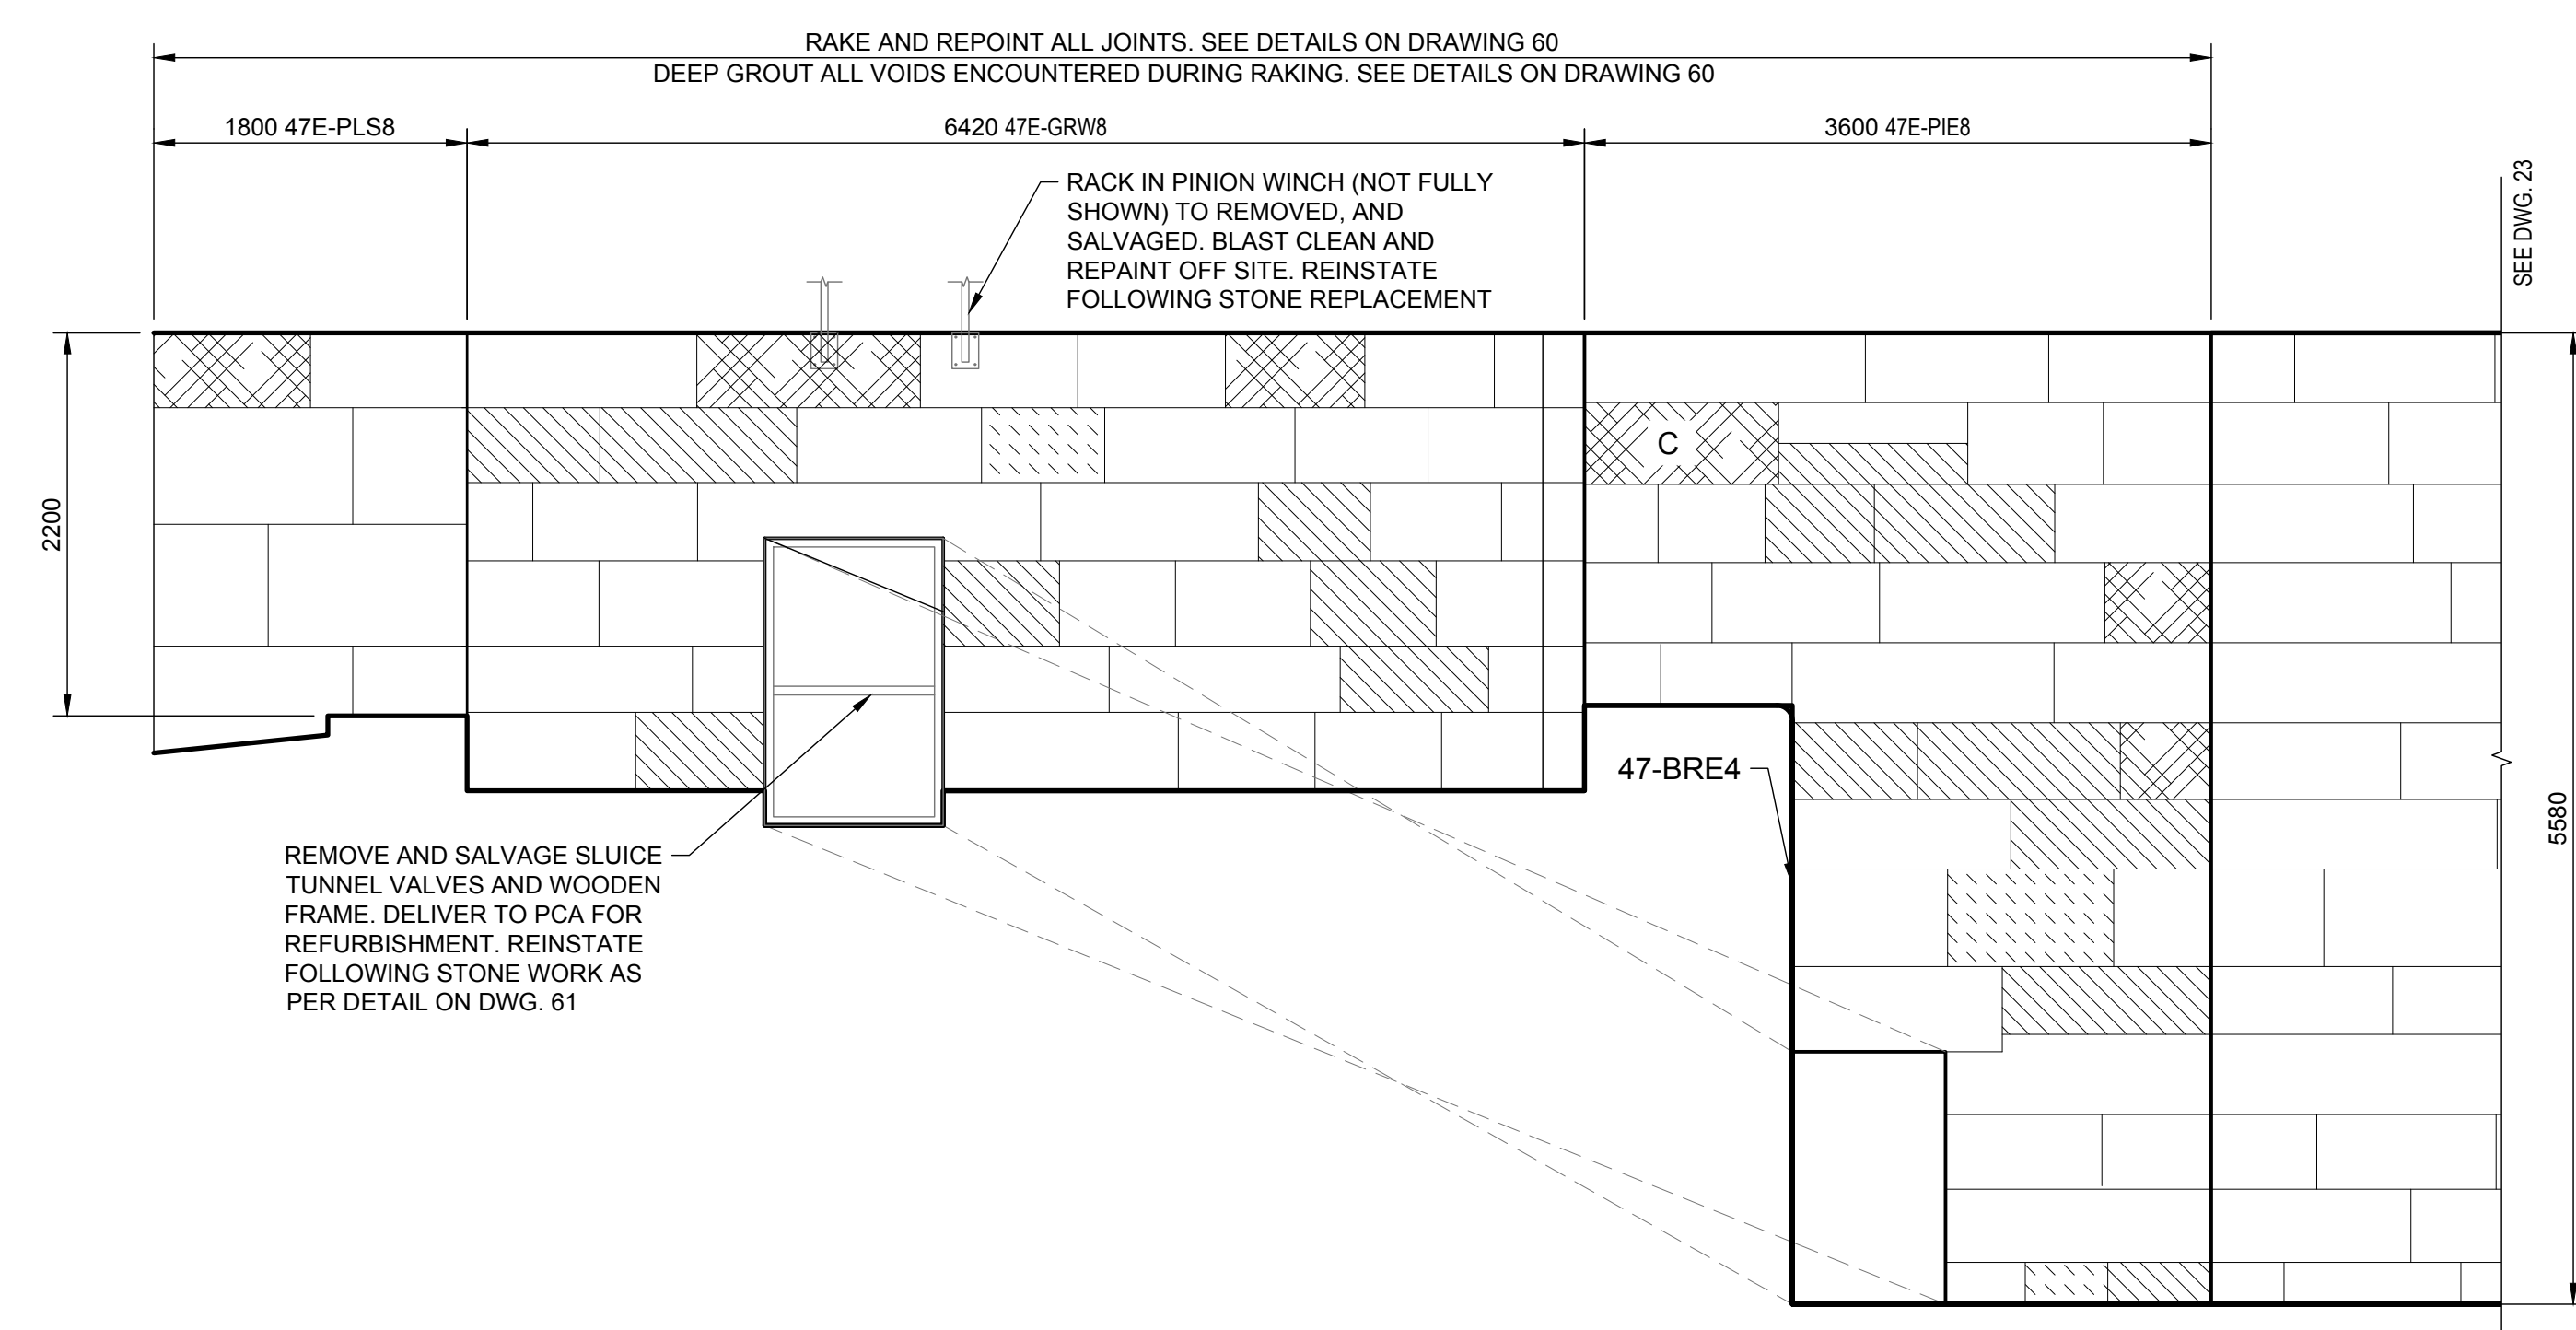 RAKE AND REPOINT ALL JOINTS. SEE DETAILS ON DRAWING 60
DEEP GROUT ALL VOIDS ENCOUNTERED DURING RAKING. SEE DETAILS ON DRAWING 60
1800 47E-PLS8
6420 47E-GRW8
3600 47E-PIE8
RACK IN PINION WINCH (NOT FULLY
SHOWN) TO REMOVED, AND
SALVAGED. BLAST CLEAN AND
REPAINT OFF SITE. REINSTATE
FOLLOWING STONE REPLACEMENT
SEE DWG. 23
C
2200
47-BRE4
5580
REMOVE AND SALVAGE SLUICE
TUNNEL VALVES AND WOODEN
FRAME. DELIVER TO PCA FOR
REFURBISHMENT. REINSTATE
FOLLOWING STONE WORK AS
PER DETAIL ON DWG. 61